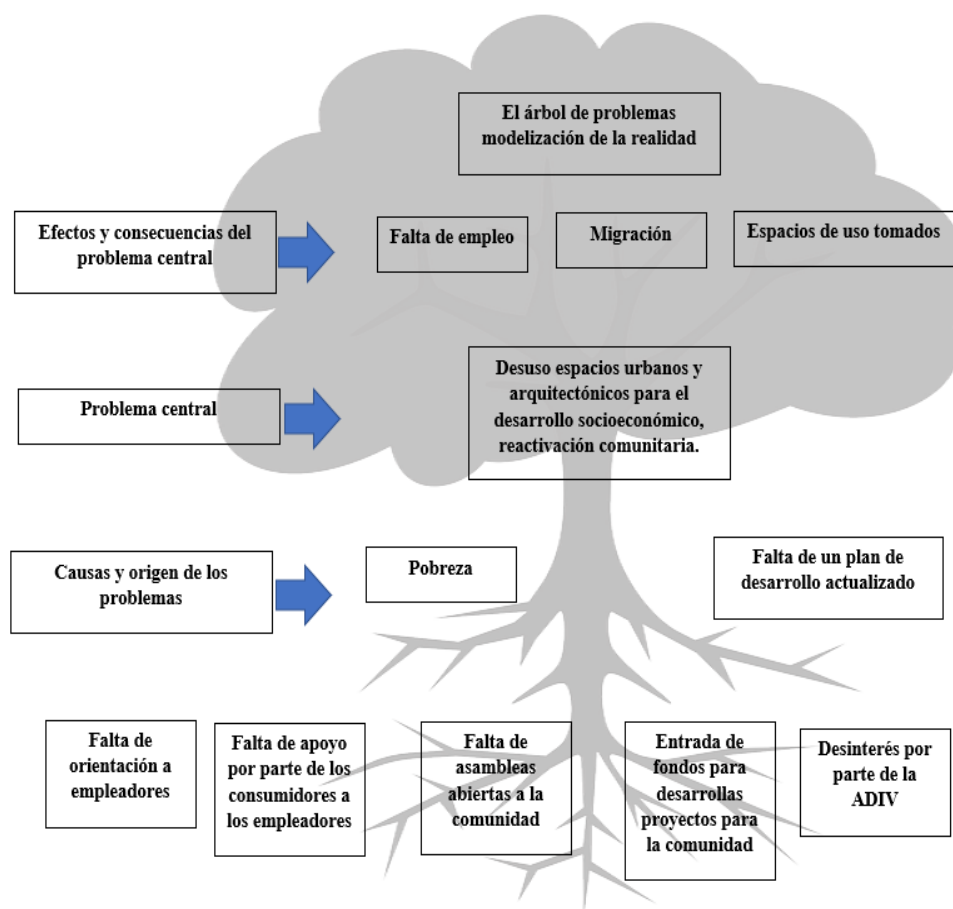 El árbol de problemas
modelización de la realidad
Efectos y consecuencias del
problema central
Falta de empleo
Migración
Espacios de uso tomados
Problema central
Desuso espacios urbanos y
arquitectónicos para el
desarrollo socioeconómico,
reactivación comunitaria.
Causas y origen de los
problemas
Pobreza
Falta de un plan de
desarrollo actualizado
Falta de
orientación a
empleadores
Falta de apoyo
por parte de los
consumidores a
los empleadores
Falta de
asambleas
abiertas a la
comunidad
Entrada de
fondos para
desarrollas
proyectos para
la comunidad
Desinterés por
parte de la
ADIV